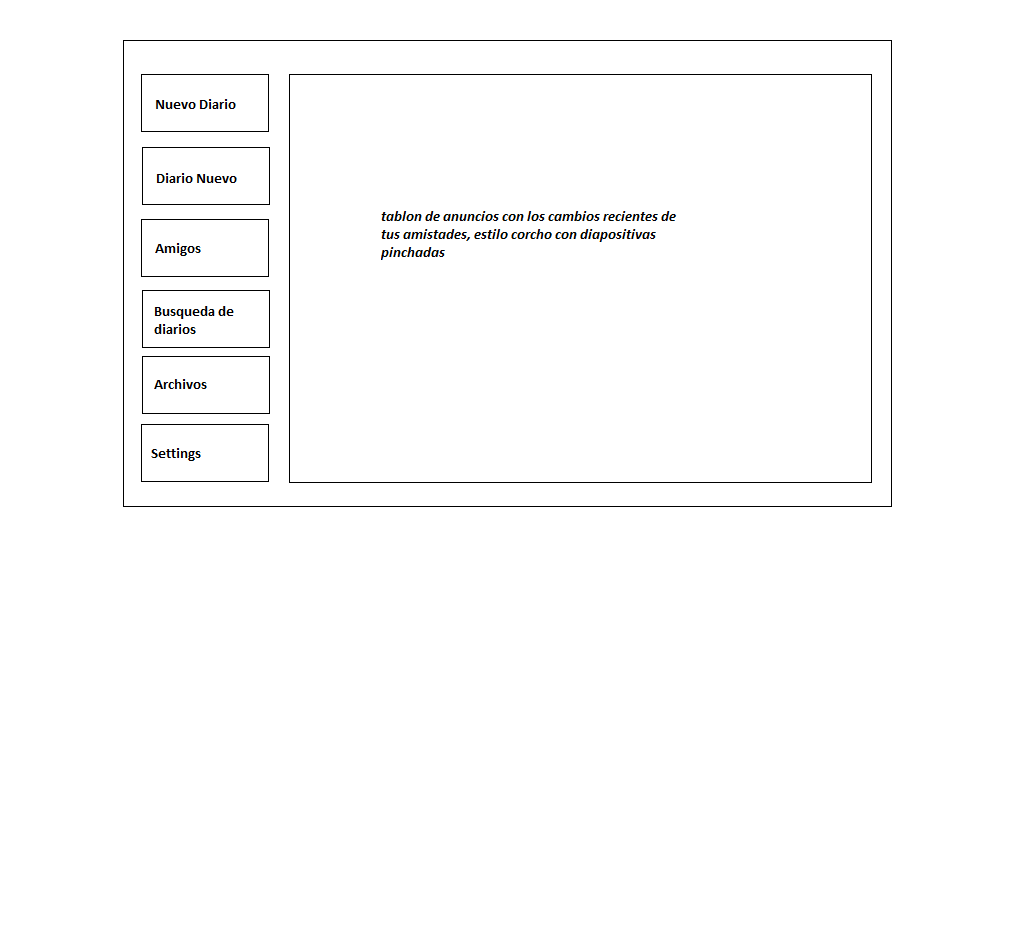 Nuevo Diario
Diario Nuevo
Amigos
Busqueda de
diarios
Archivos
Settings
tablon de anuncios con los cambios recientes de
tus amistades, estilo corcho con diapositivas
pinchadas